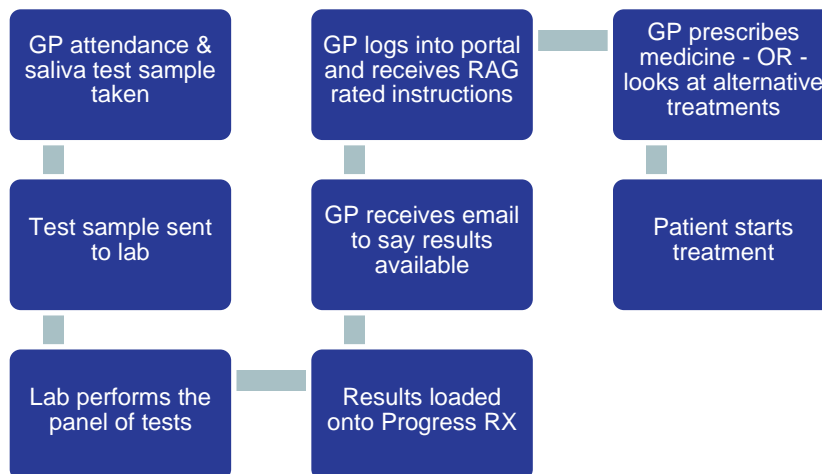 GP attendance &
saliva test sample
taken
Test sample sent
to lab
Lab performs the
panel of tests
Results loaded
onto Progress RX
GP receives email
to say results
available
GP logs into portal
and receives RAG
rated instructions
GP prescribes
medicine - OR -
looks at alternative
treatments
Patient starts
treatment